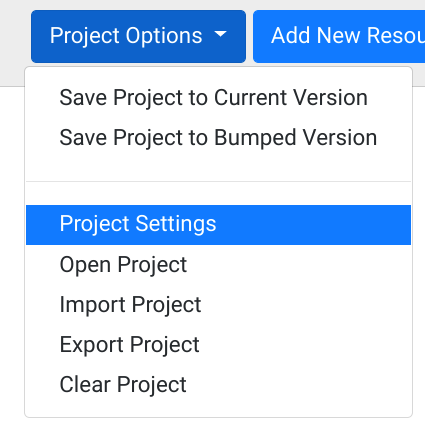 Project Options
Add New Resou
Save Project to Current Version
Save Project to Bumped Version
Project Settings
Open Project
Import Project
Export Project
Clear Project